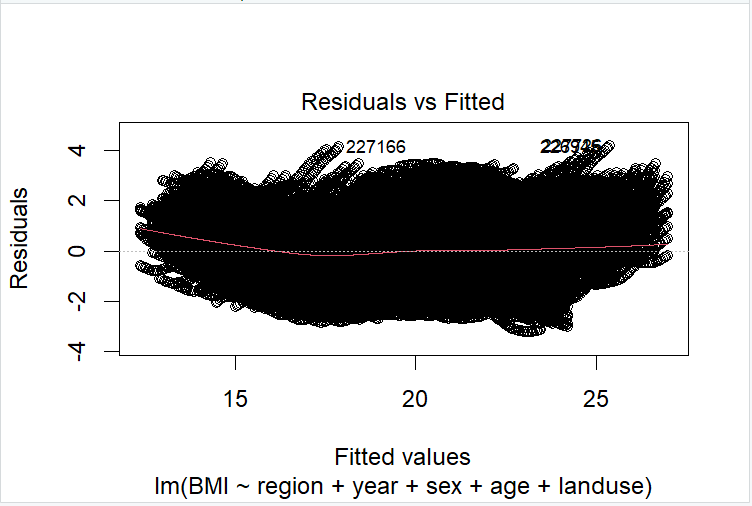 Residuals vs Fitted
Residuals
4
2
0
-2
-4
227166
15
20
25
Fitted values
lm(BMI ~ region + year + sex + age + landuse)